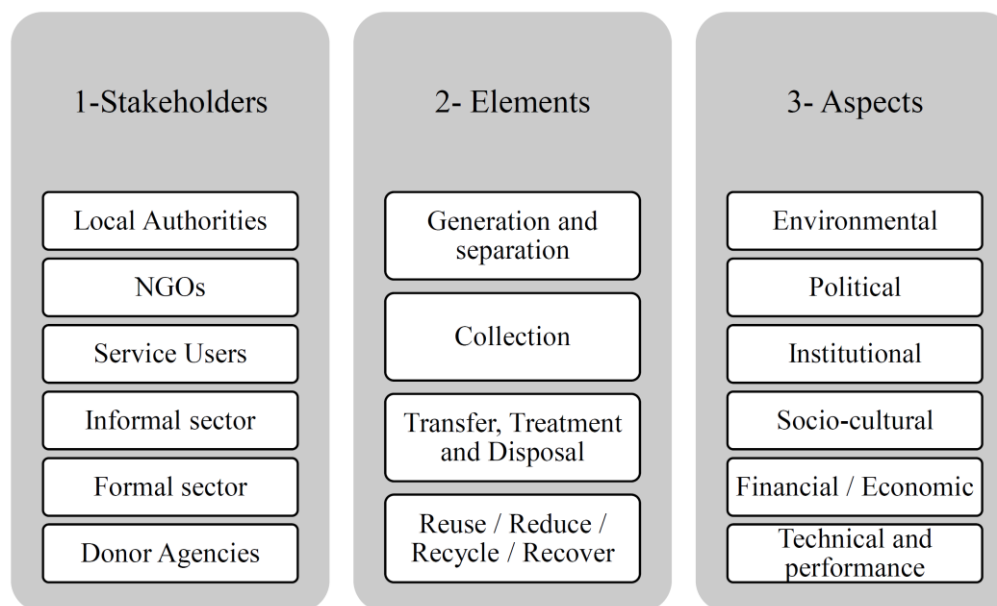 1-Stakeholders
Local Authorities
NGOs
Service Users
Informal sector
Formal sector
Donor Agencies
2- Elements
Generation and
separation
Collection
Transfer, Treatment
and Disposal
Reuse / Reduce /
Recycle / Recover
3- Aspects
Environmental
Political
Institutional
Socio-cultural
Financial / Economic
Technical and
performance